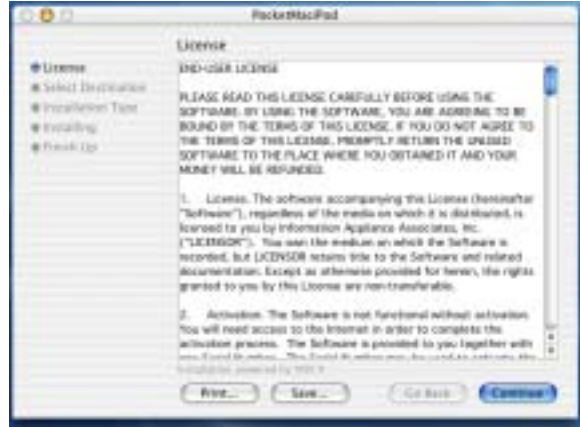 PocketMaciPod
License
License
Select Destination
Installation Type
Installing
Finish Up
END-USER LICENSE
PLEASE READ THIS LICENSE CAREFULLY BEFORE USING THE
SOFTWARE. BY USING THE SOFTWARE, YOU ARE AGREEING TO BE
BOUND BY THE TERMS OF THIS LICENSE. IF YOU DO NOT AGREE TO
THE TERMS OF THIS LICENSE, PROMPTLY RETURN THE UNUSED
SOFTWARE TO THE PLACE WHERE YOU OBTAINED IT AND YOUR
MONEY WILL BE REFUNDED.
1. License. The software accompanying this License (hereinafter
"Software"), regardless of the media on which it is distributed, is
licensed to you by Information Appliance Associates, Inc.
("LICENSOR"). You own the medium on which the Software is
recorded, but LICENSOR retains title to the Software and related
documentation. Except as otherwise provided for herein, the rights
granted to you by this License are non-transferable.
2. Activation. The Software is not functional without activation.
You will need access to the Internet in order to complete the
activation process. The Software is provided to you together with
Installation powered by VISE X
Print...
Save...
Go Back
Continue